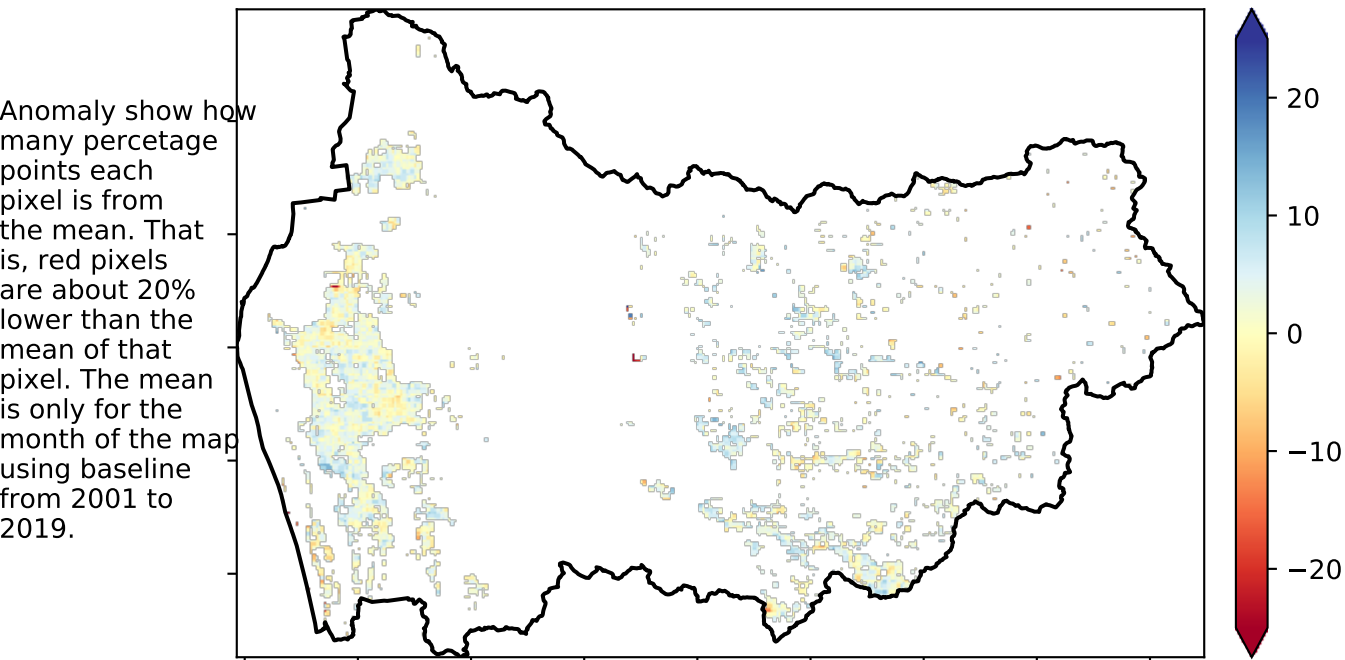 Anomaly show how
many percetage
points each
pixel is from
the mean. That
is, red pixels
are about 20%
lower than the
mean of that
pixel. The mean
is only for the
month of the map
using baseline
from 2001 to
2019.
20
10
0
−10
−20